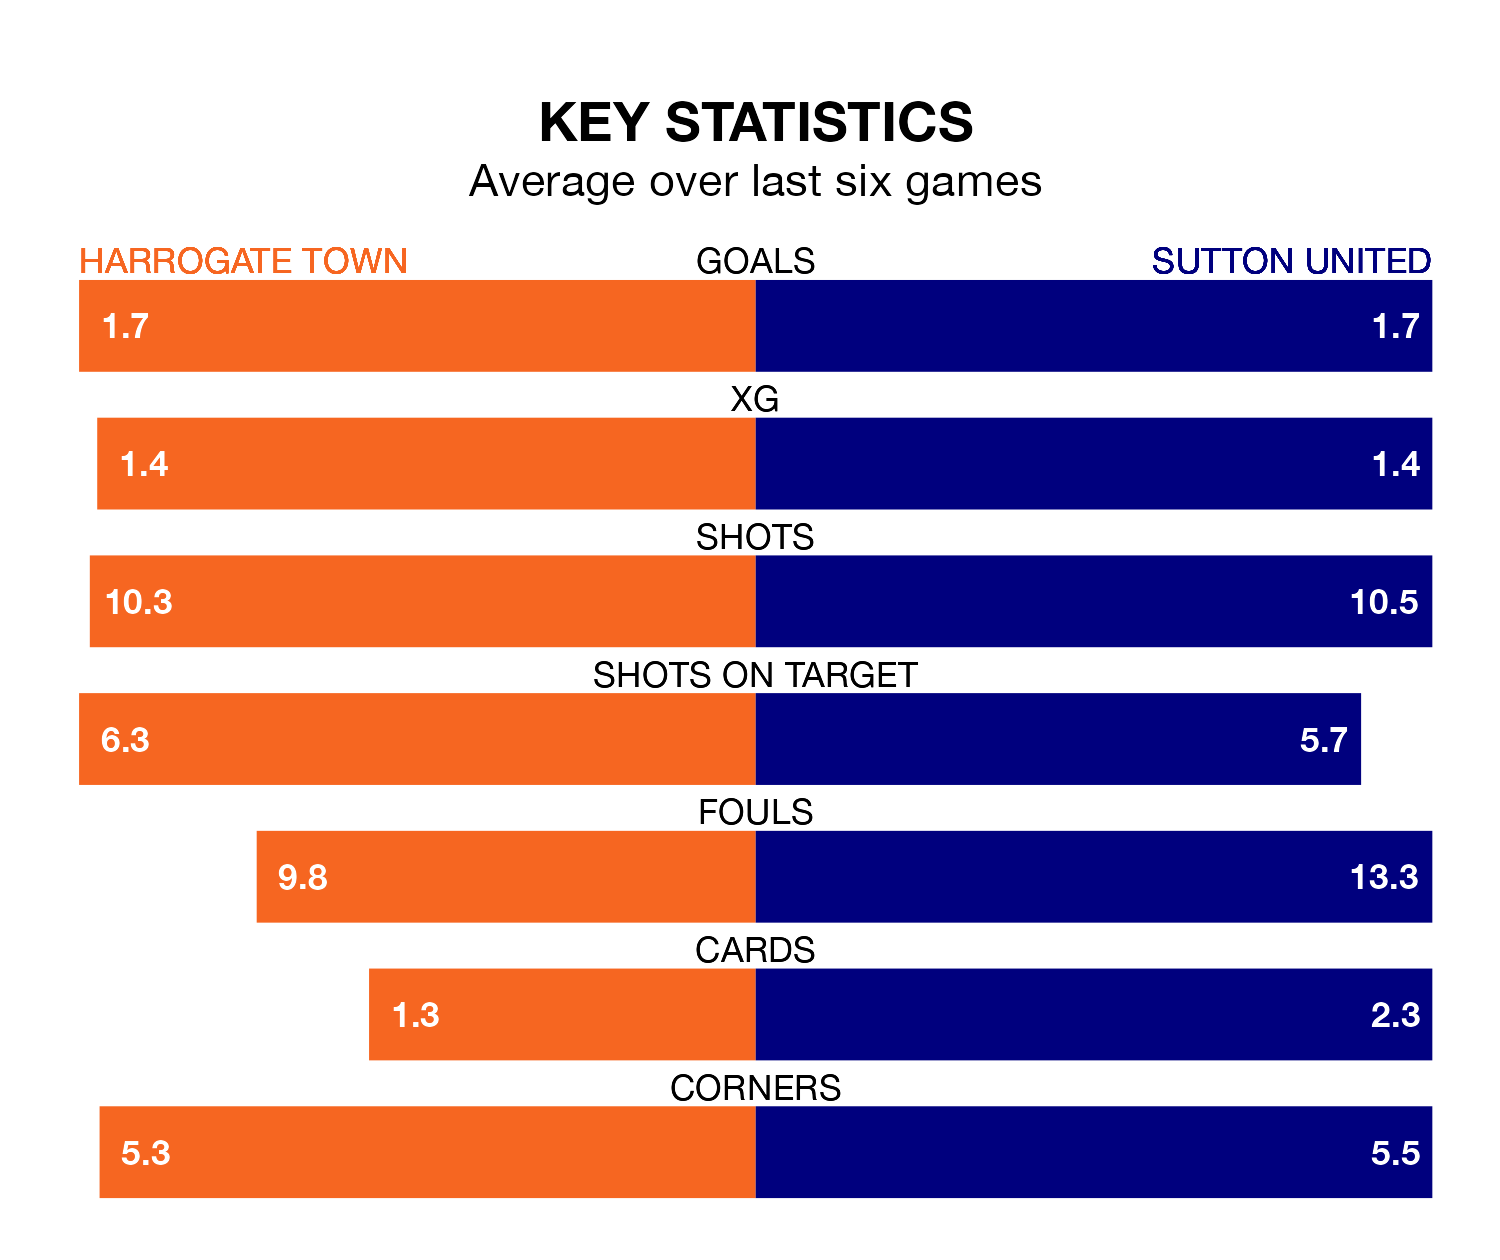 KEY STATISTICS
Average over last six games
HARROGATE TOWN GOALS SUTTON UNITED
1.7 1.7
XG
1.4 1.4
SHOTS
10.3 10.5
SHOTS ON TARGET
6.3 5.7
FOULS
9.8 13.3
CARDS
1.3 2.3
CORNERS
5.3 5.5